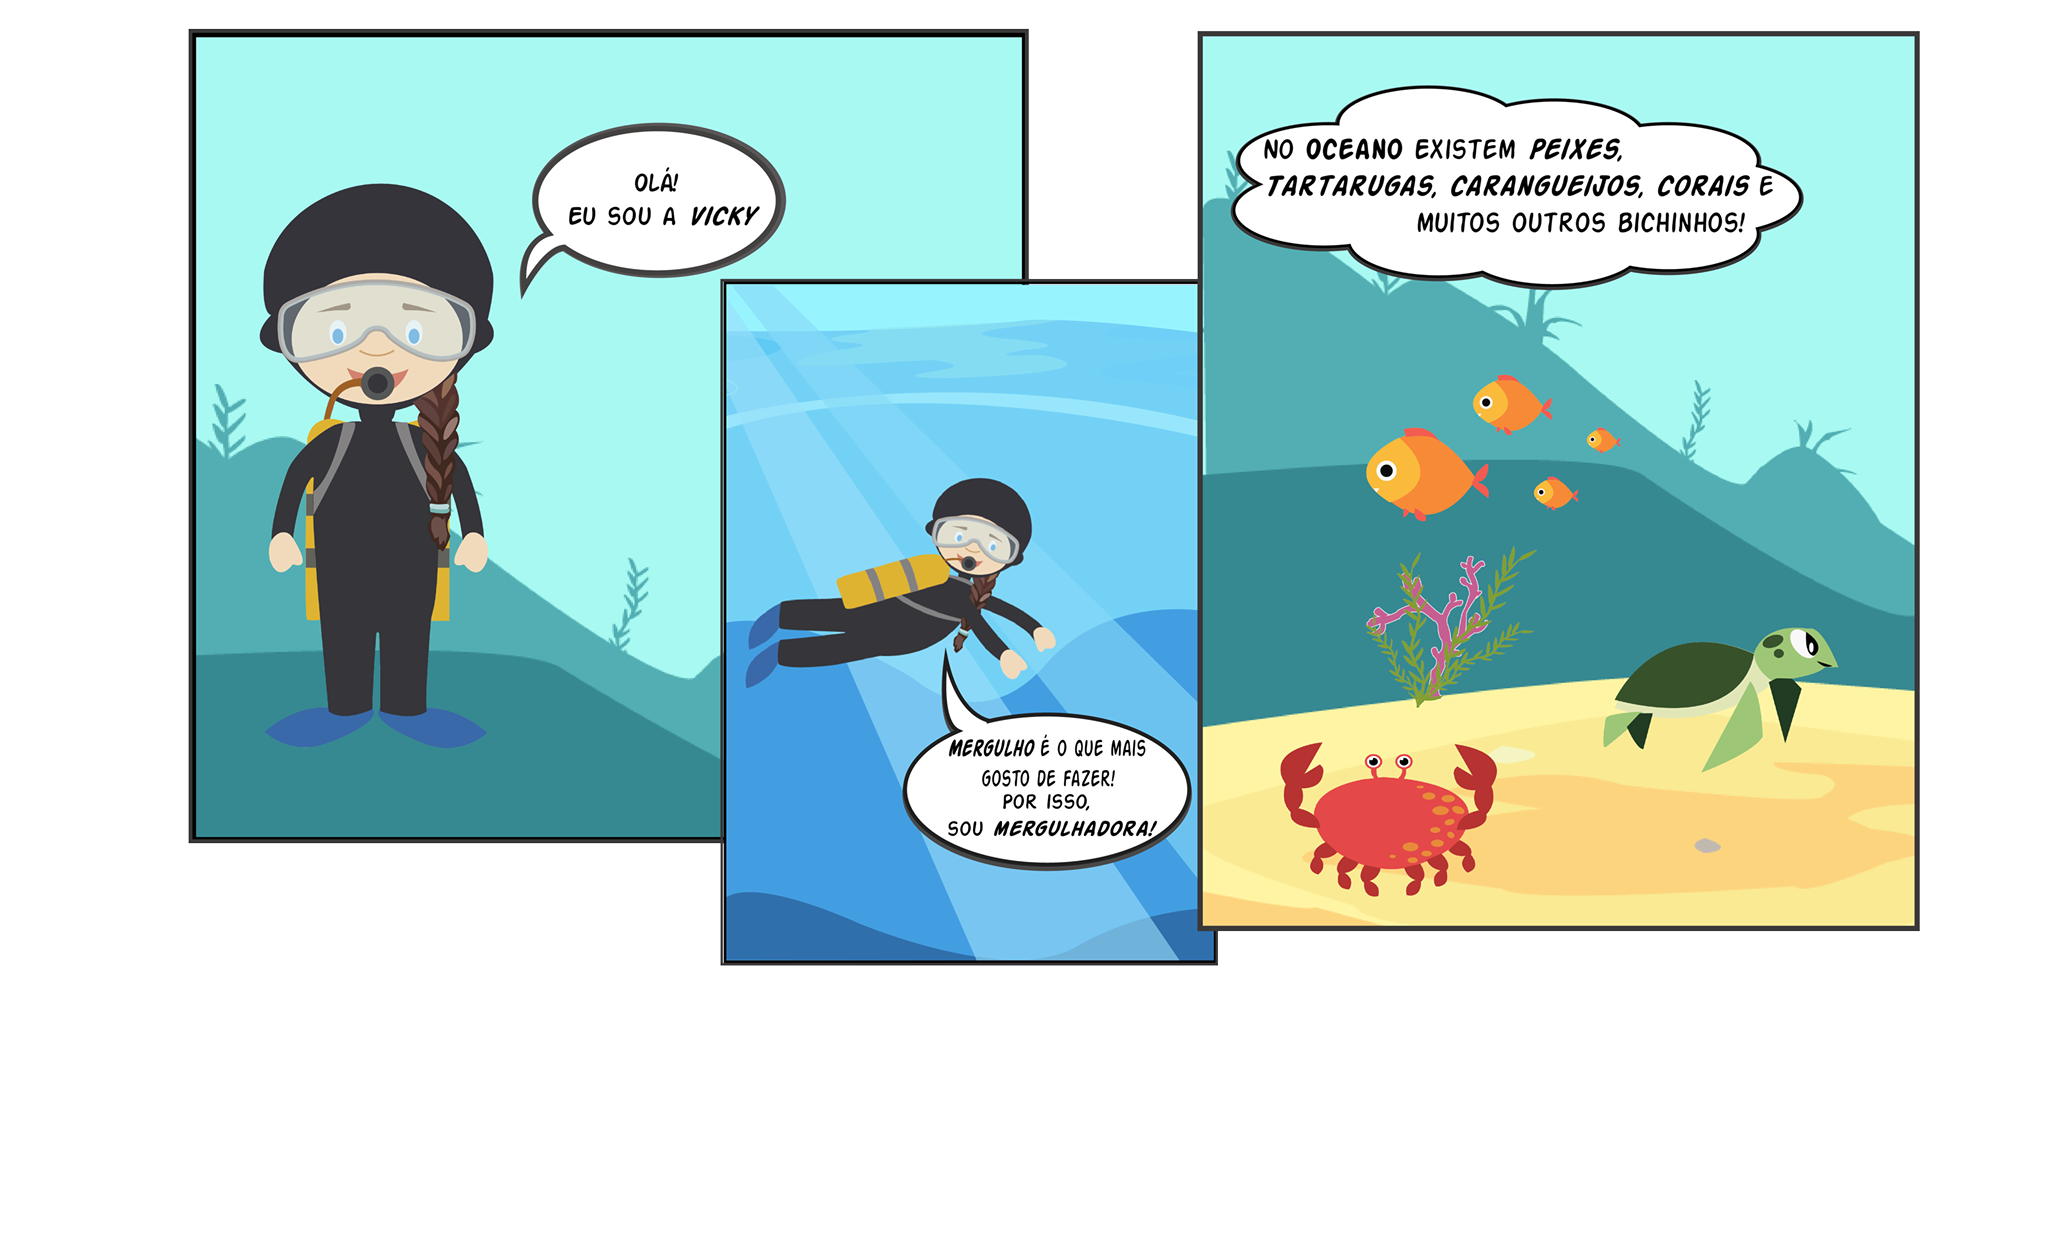 OLÁ!
EU SOU A VICKY
MERGULHO É O QUE MAIS
GOSTO DE FAZER!
POR ISSO,
SOU MERGULHADORA!
NO OCEANO EXISTEM PEIXES,
TARTARUGAS, CARANGUEIJOS, CORAIS E
MUITOS OUTROS BICHINHOS!